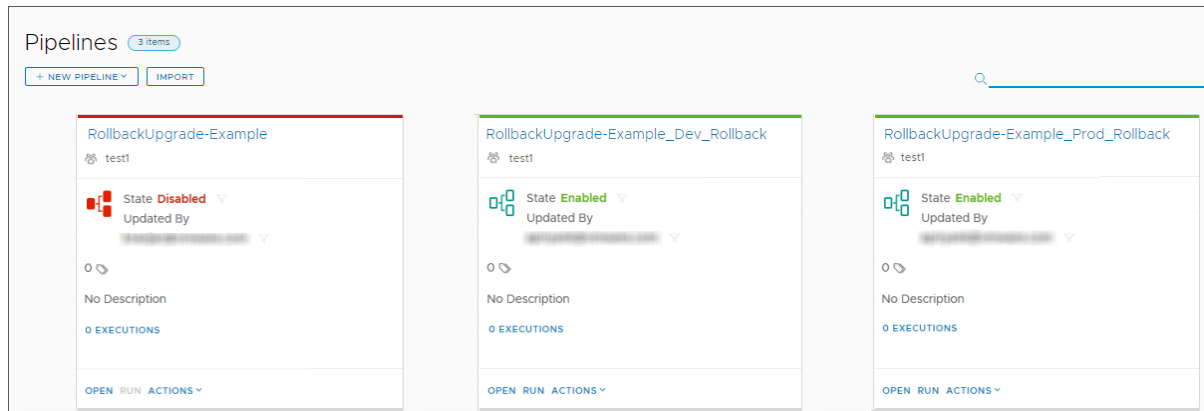 Pipelines 3 items
+ NEW PIPELINE IMPORT
RollbackUpgrade-Example
test1
State Disabled
Updated By
0
No Description
0 EXECUTIONS
OPEN RUN ACTIONS
RollbackUpgrade-Example_Dev_Rollback
test1
State Enabled
Updated By
0
No Description
0 EXECUTIONS
OPEN RUN ACTIONS
RollbackUpgrade-Example_Prod_Rollback
test1
State Enabled
Updated By
0
No Description
0 EXECUTIONS
OPEN RUN ACTIONS